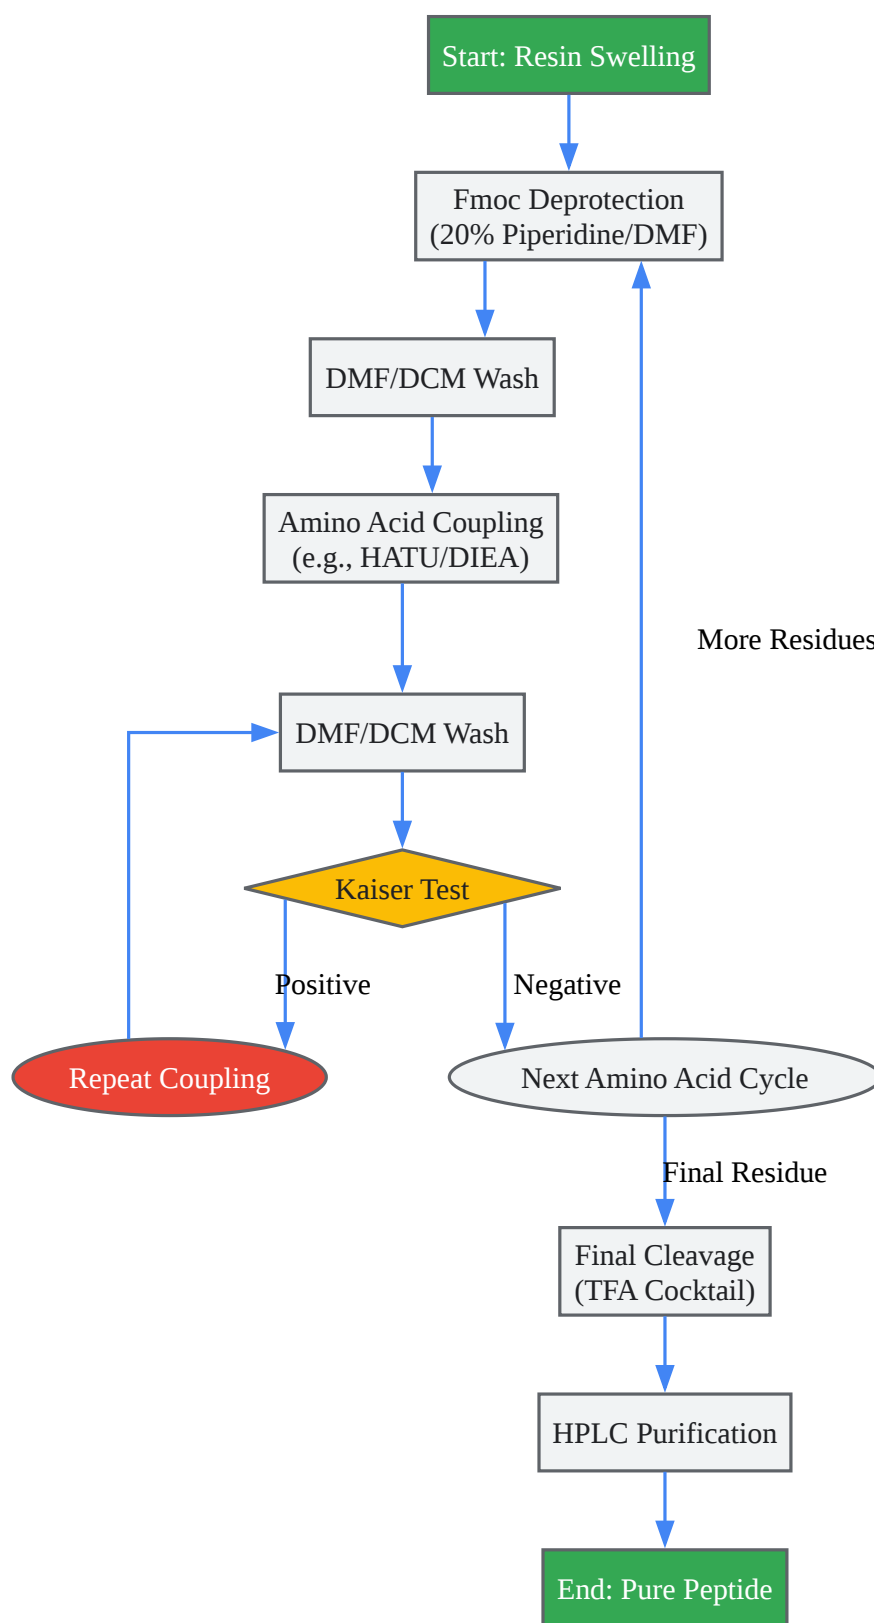 Start: Resin Swelling
Fmoc Deprotection
(20% Piperidine/DMF)
DMF/DCM Wash
Amino Acid Coupling
(e.g., HATU/DIEA)
More Residues
DMF/DCM Wash
Kaiser Test
Positive
Negative
Repeat Coupling
Next Amino Acid Cycle
Final Residue
Final Cleavage
(TFA Cocktail)
HPLC Purification
End: Pure Peptide